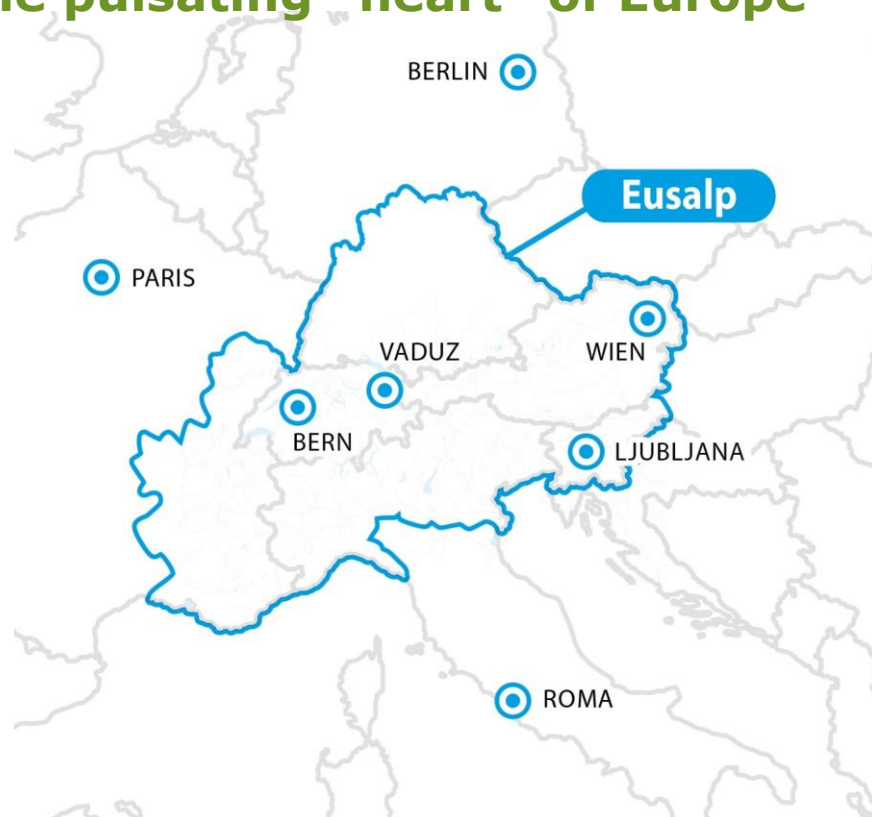 pulsating "heart" of Europe
BERLIN
Eusalp
PARIS
VADUZ
WIEN
BERN
LJUBLJANA
ROMA